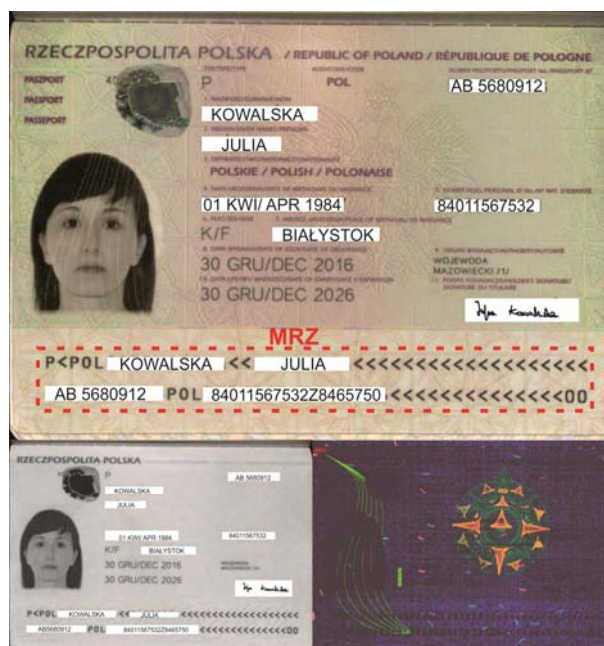 RZECZPOSPOLITA POLSKA / REPUBLIC OF POLAND / RÉPUBLIQUE DE POLOGNE
PASZPORT
P
POL
AB 5680912
PASSPORT
KOWALSKA
PASSEPORT
JULIA
POLSKIE / POLISH / POLONAISE
01 KWI/ APR 1984
84011567532
K/F
BIAŁYSTOK
30 GRU/DEC 2016
WOJEWODA
MAZOWIECKI /1/
30 GRU/DEC 2026
MRZ
P<POL KOWALSKA << JULIA <<<<<<<<<<<<<<<<<<<<
AB 5680912 POL 84011567532Z8465750 <<<<<<<<<<<<<<<00
RZECZPOSPOLITA POLSKA
P
AB 5680912
KOWALSKA
JULIA
01 KWI/ APR 1984
84011567532
K/F
BIAŁYSTOK
30 GRU/DEC 2016
WOJEWODA
MAZOWIECKI /1/
30 GRU/DEC 2026
P<POL KOWALSKA /<< JULIA <<<<<<<<<<<<<<<<<<<<
AB5680912 POL 84011567532Z8465750 <<<<<<<<<<<<<<<00